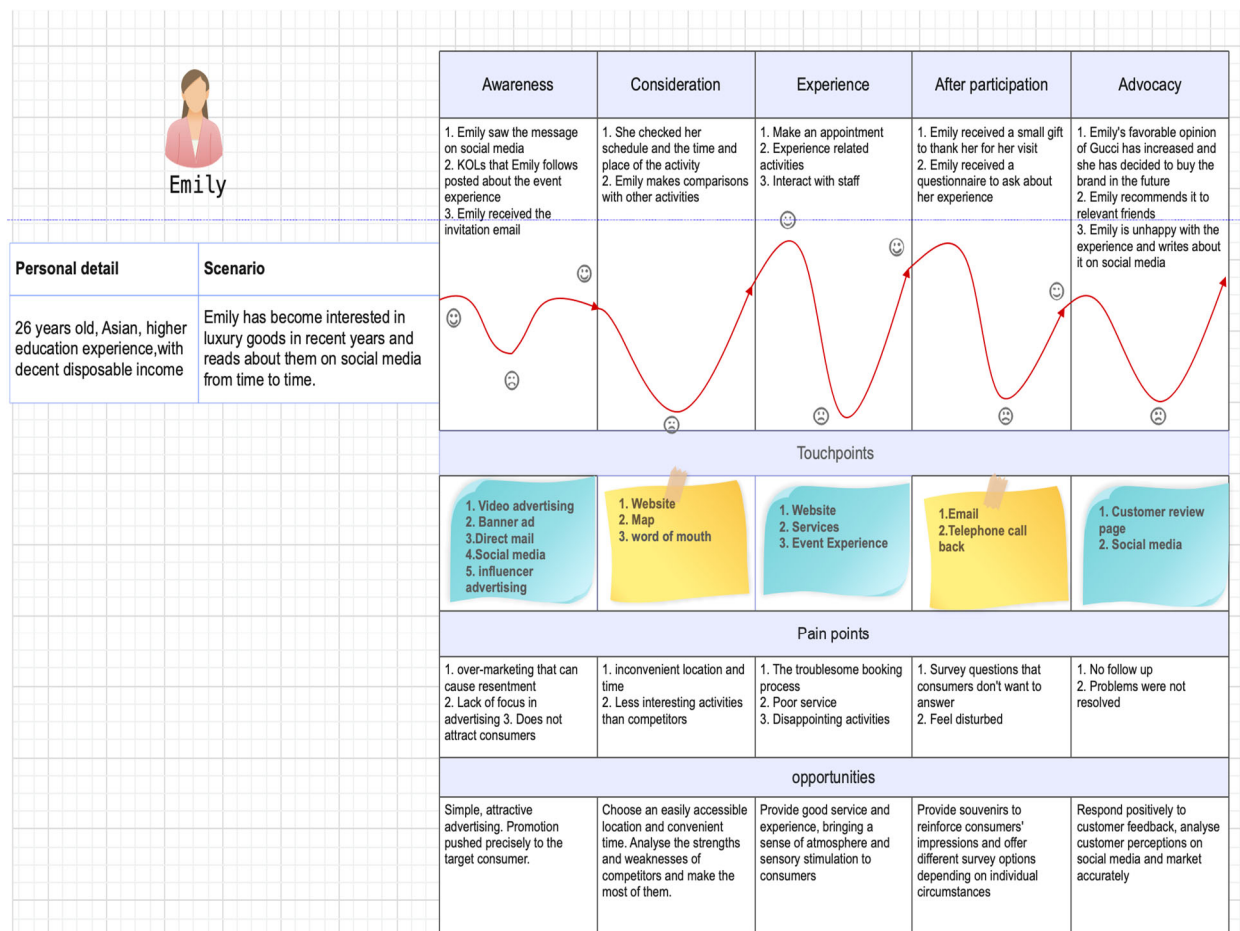 Emily
Personal detail
Scenario
26 years old, Asian, higher
education experience,with
decent disposable income
Emily has become interested in
luxury goods in recent years and
reads about them on social media
from time to time.
Awareness
Consideration
Experience
After participation
Advocacy
1. Emily saw the message
on social media
2. KOLs that Emily follows
posted about the event
experience
3. Emily received the
invitation email
1. She checked her
schedule and the time and
place of the activity
2. Emily makes comparisons
with other activities
1. Make an appointment
2. Experience related
activities
3. Interact with staff
1. Emily received a small gift
to thank her for her visit
2. Emily received a
questionnaire to ask about
her experience
1. Emily's favorable opinion
of Gucci has increased and
she has decided to buy the
brand in the future
2. Emily recommends it to
relevant friends
3. Emily is unhappy with the
experience and writes about
it on social media
Touchpoints
1. Video advertising
2. Banner ad
3.Direct mail
4.Social media
5. influencer
advertising
1. Website
2. Map
3. word of mouth
1. Website
2. Services
3. Event Experience
1.Email
2.Telephone call
back
1. Customer review
page
2. Social media
Pain points
1. over-marketing that can
cause resentment
2. Lack of focus in
advertising 3. Does not
attract consumers
1. inconvenient location and
time
2. Less interesting activities
than competitors
1. The troublesome booking
process
2. Poor service
3. Disappointing activities
1. Survey questions that
consumers don't want to
answer
2. Feel disturbed
1. No follow up
2. Problems were not
resolved
opportunities
Simple, attractive
advertising. Promotion
pushed precisely to the
target consumer.
Choose an easily accessible
location and convenient
time. Analyse the strengths
and weaknesses of
competitors and make the
most of them.
Provide good service and
experience, bringing a
sense of atmosphere and
sensory stimulation to
consumers
Provide souvenirs to
reinforce consumers'
impressions and offer
different survey options
depending on individual
circumstances
Respond positively to
customer feedback, analyse
customer perceptions on
social media and market
accurately